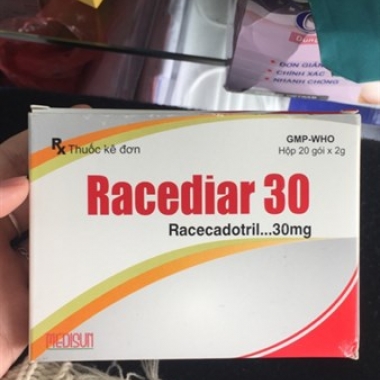 ĐƠN GIẢN
CHÍNH XÁC
NHANH CHÓNG
Rx Thuốc kê đơn
GMP-WHO
Hộp 20 gói x 2g
Racediar 30
Racecadotril...30mg
MEDISUN